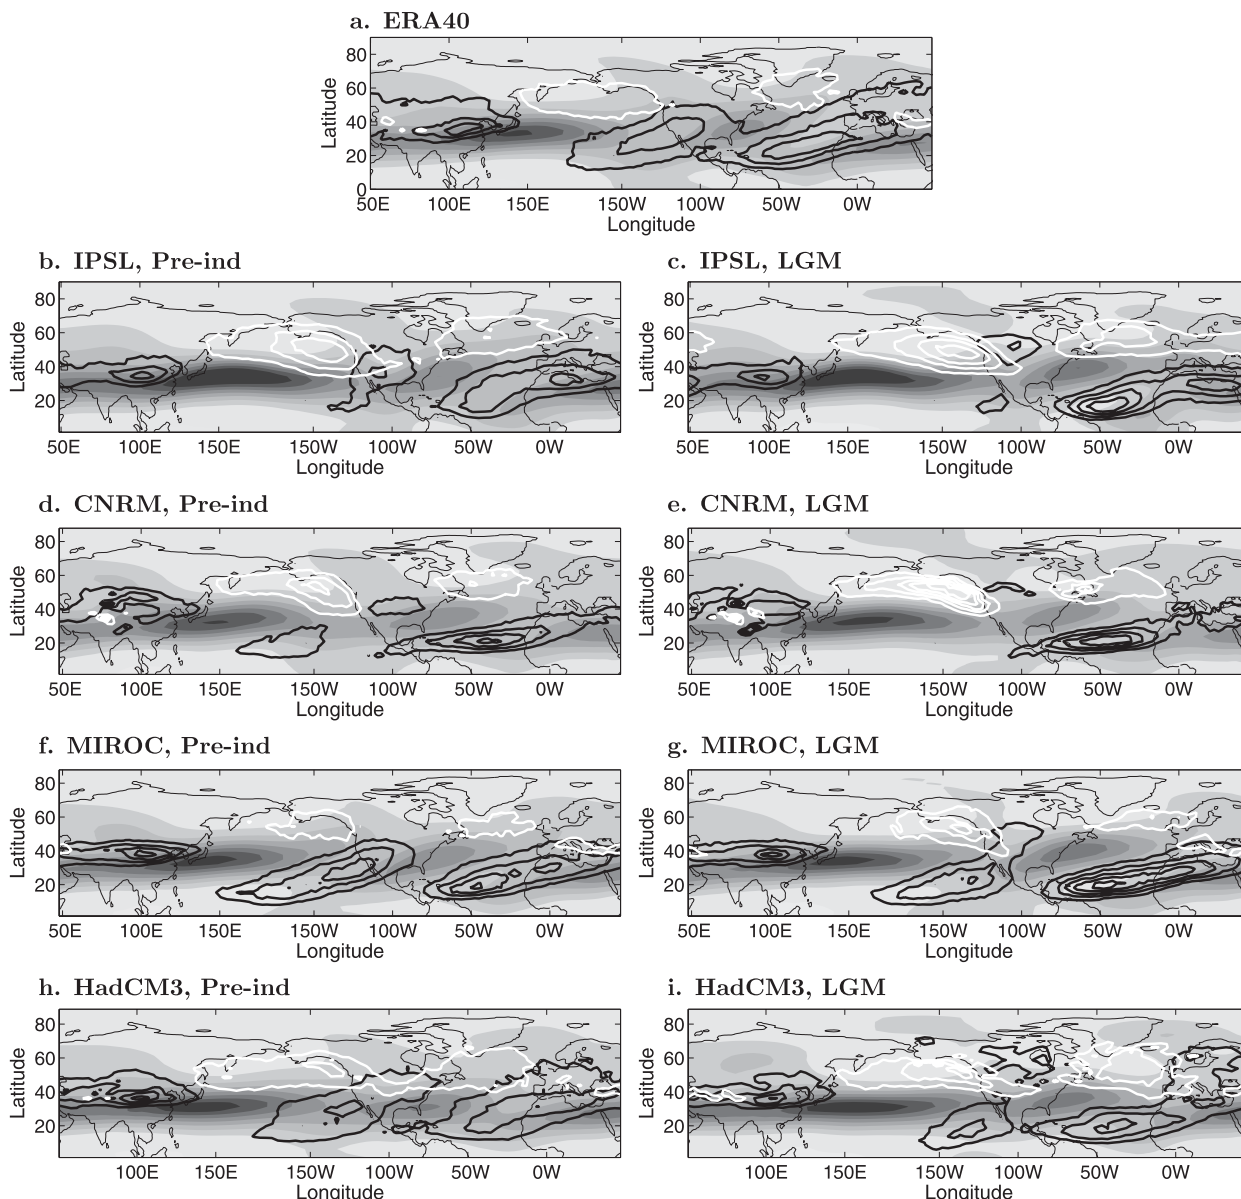 a. ERA40
80
60
40
20
0
Latitude
50E 100E 150E 150W 100W 50W 0W
Longitude
b. IPSL, Pre-ind
80
60
40
20
Latitude
50E 100E 150E 150W 100W 50W 0W
Longitude
c. IPSL, LGM
80
60
40
20
Latitude
50E 100E 150E 150W 100W 50W 0W
Longitude
d. CNRM, Pre-ind
80
60
40
20
Latitude
50E 100E 150E 150W 100W 50W 0W
Longitude
e. CNRM, LGM
80
60
40
20
Latitude
50E 100E 150E 150W 100W 50W 0W
Longitude
f. MIROC, Pre-ind
80
60
40
20
Latitude
50E 100E 150E 150W 100W 50W 0W
Longitude
g. MIROC, LGM
80
60
40
20
Latitude
50E 100E 150E 150W 100W 50W 0W
Longitude
h. HadCM3, Pre-ind
80
60
40
20
Latitude
100E 150E 150W 100W 50W 0W
Longitude
i. HadCM3, LGM
80
60
40
20
Latitude
100E 150E 150W 100W 50W 0W
Longitude